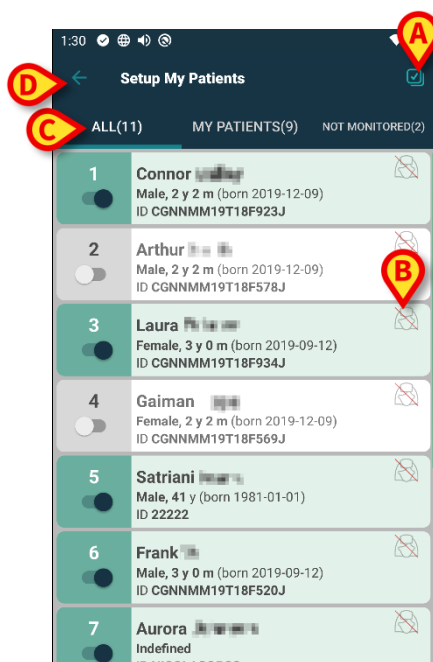 A
1:30
D
Setup My Patients
C
ALL(11) MY PATIENTS(9) NOT MONITORED(2)
1
Connor
Male, 2 y 2 m (born 2019-12-09)
ID CGNNMM19T18F923J
2
Arthur
Male, 2 y 2 m (born 2019-12-09)
ID CGNNMM19T18F578J
B
3
Laura
Female, 3 y 0 m (born 2019-09-12)
ID CGNNMM19T18F934J
4
Gaiman
Female, 2 y 2 m (born 2019-12-09)
ID CGNNMM19T18F569J
5
Satriani
Male, 41 y (born 1981-01-01)
ID 22222
6
Frank
Male, 3 y 0 m (born 2019-09-12)
ID CGNNMM19T18F520J
7
Aurora
Indefined